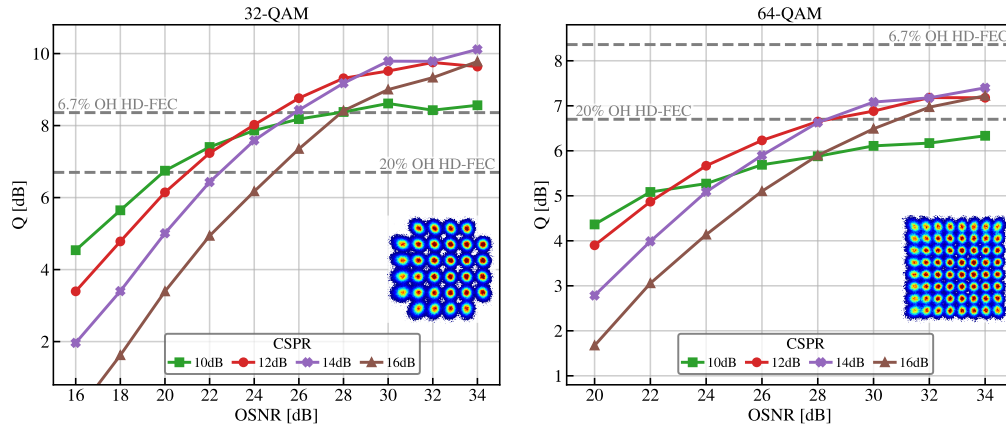 32-QAM
Q [dB]
10
8
6
4
2
6.7% OH HD-FEC
20% OH HD-FEC
CSPR
10dB 12dB 14dB 16dB
16 18 20 22 24 26 28 30 32 34
OSNR [dB]
64-QAM
Q [dB]
8
7
6
5
4
3
2
1
6.7% OH HD-FEC
20% OH HD-FEC
CSPR
10dB 12dB 14dB 16dB
20 22 24 26 28 30 32 34
OSNR [dB]